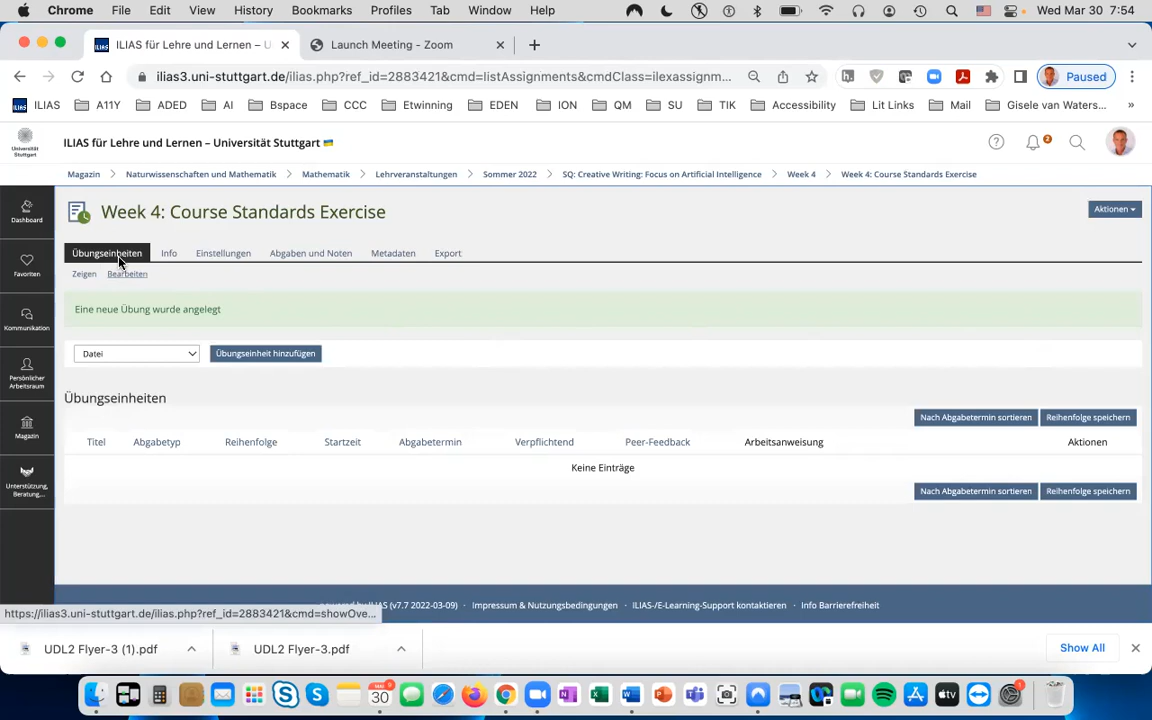 Chrome File Edit View History Bookmarks Profiles Tab Window Help Wed Mar 30 7:54
ILIAS für Lehre und Lernen – U Launch Meeting - Zoom
ilias3.uni-stuttgart.de/ilias.php?ref_id=2883421&cmd=listAssignments&cmdClass=ilexassignm... Paused
ILIAS A11Y ADED AI Bspace CCC Etwinning EDEN ION QM SU TIK Accessibility Lit Links Mail Gisele van Waters... »
Universität Stuttgart
ILIAS für Lehre und Lernen – Universität Stuttgart 2
Magazin Naturwissenschaften und Mathematik Mathematik Lehrveranstaltungen Sommer 2022 SQ: Creative Writing: Focus on Artificial Intelligence Week 4 Week 4: Course Standards Exercise
Dashboard
Favoriten
Kommunikation
Persönlicher Arbeitsraum
Magazin
Unterstützung, Beratung,...
Week 4: Course Standards Exercise Aktionen
Übungseinheiten Info Einstellungen Abgaben und Noten Metadaten Export
Zeigen Bearbeiten
Eine neue Übung wurde angelegt
Datei Übungseinheit hinzufügen
Übungseinheiten
Nach Abgabetermin sortieren Reihenfolge speichern
Titel Abgabetyp Reihenfolge Startzeit Abgabetermin Verpflichtend Peer-Feedback Arbeitsanweisung Aktionen
Keine Einträge
Nach Abgabetermin sortieren Reihenfolge speichern
powered by ILIAS (v7.7 2022-03-09) · Impressum & Nutzungsbedingungen · ILIAS-/E-Learning-Support kontaktieren · Info Barrierefreiheit
https://ilias3.uni-stuttgart.de/ilias.php?ref_id=2883421&cmd=showOve...
UDL2 Flyer-3 (1).pdf UDL2 Flyer-3.pdf Show All